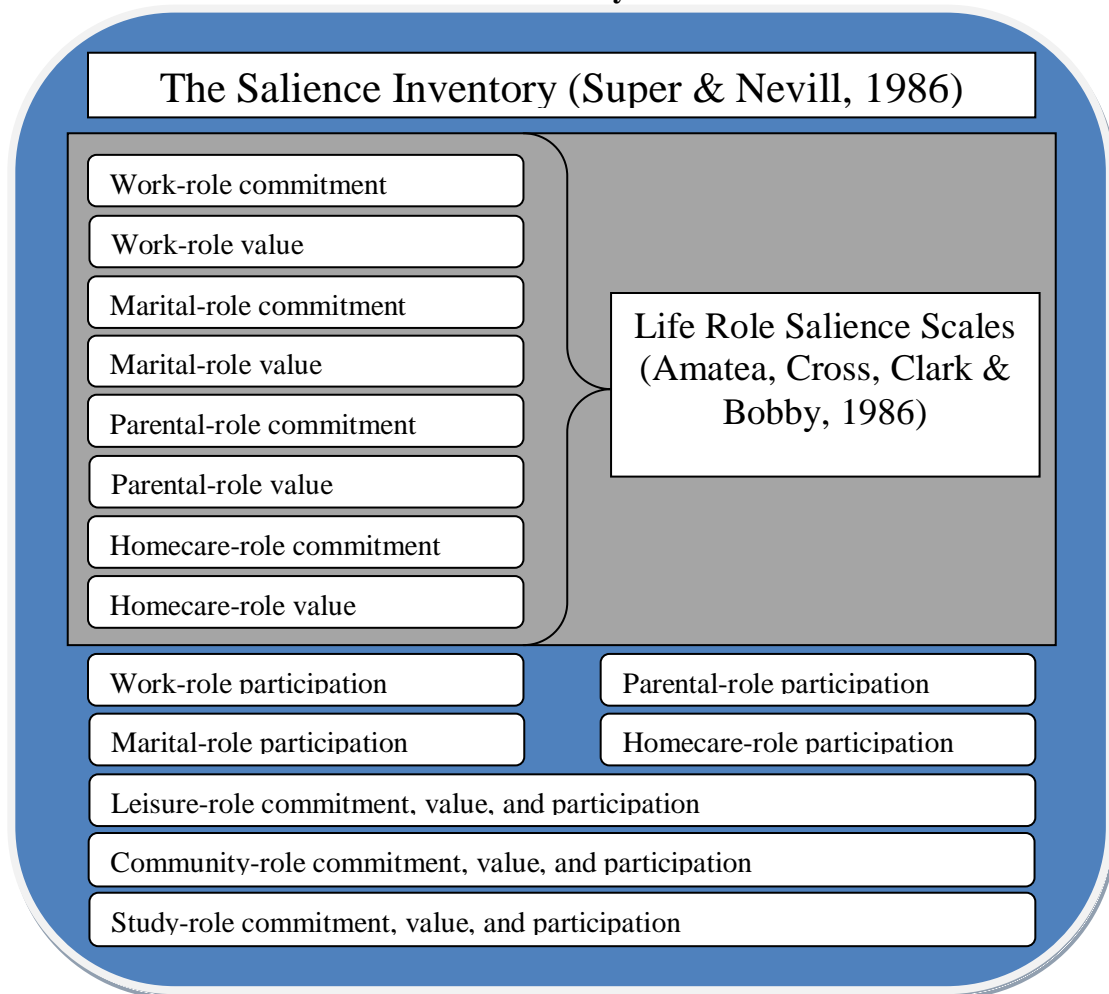 The Salience Inventory (Super & Nevill, 1986)
Work-role commitment
Work-role value
Marital-role commitment
Marital-role value
Parental-role commitment
Parental-role value
Homecare-role commitment
Homecare-role value
Life Role Salience Scales
(Amatea, Cross, Clark &
Bobby, 1986)
Work-role participation
Parental-role participation
Marital-role participation
Homecare-role participation
Leisure-role commitment, value, and participation
Community-role commitment, value, and participation
Study-role commitment, value, and participation